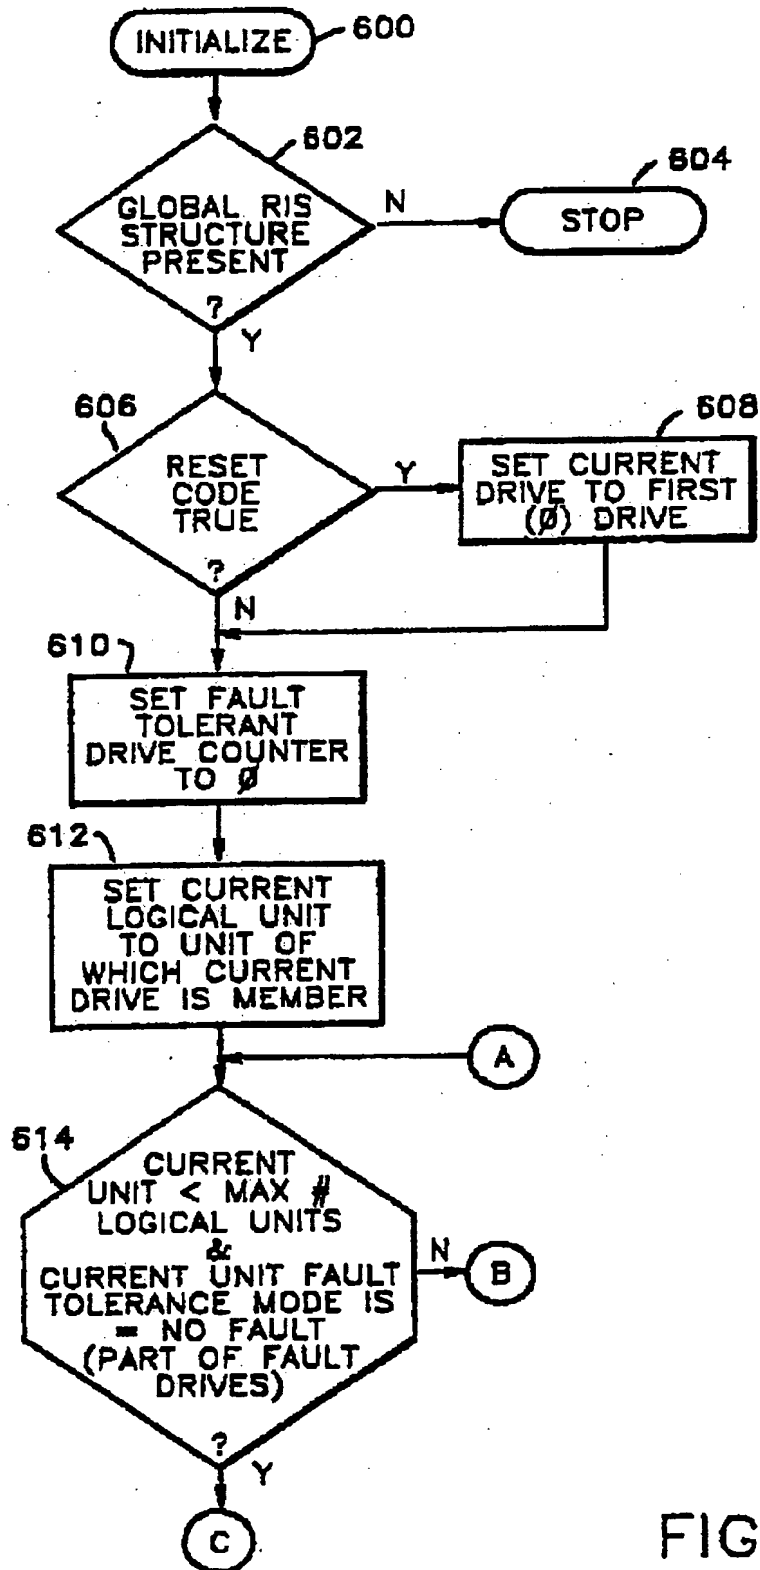 INITIALIZE
600
602
GLOBAL RIS
STRUCTURE
PRESENT
?
N
604
STOP
Y
606
RESET
CODE
TRUE
?
Y
608
SET CURRENT
DRIVE TO FIRST
(Ø) DRIVE
N
610
SET FAULT
TOLERANT
DRIVE COUNTER
TO Ø
612
SET CURRENT
LOGICAL UNIT
TO UNIT OF
WHICH CURRENT
DRIVE IS MEMBER
A
614
CURRENT
UNIT < MAX #
LOGICAL UNITS
&
CURRENT UNIT FAULT
TOLERANCE MODE IS
= NO FAULT
(PART OF FAULT
DRIVES)
?
N
B
Y
C
FIG